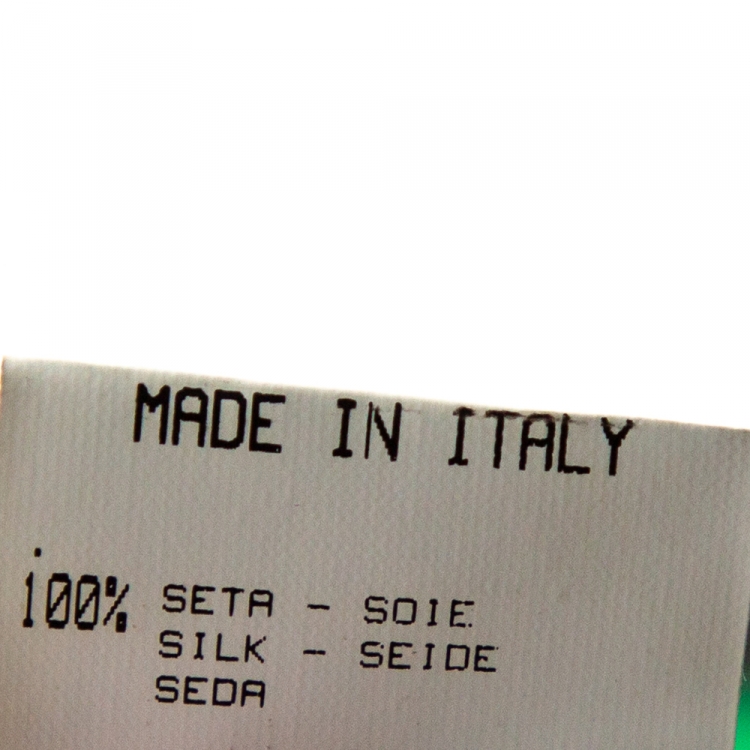 MADE IN ITALY
100% SETA - SOIE
SILK - SEIDE
SEDA